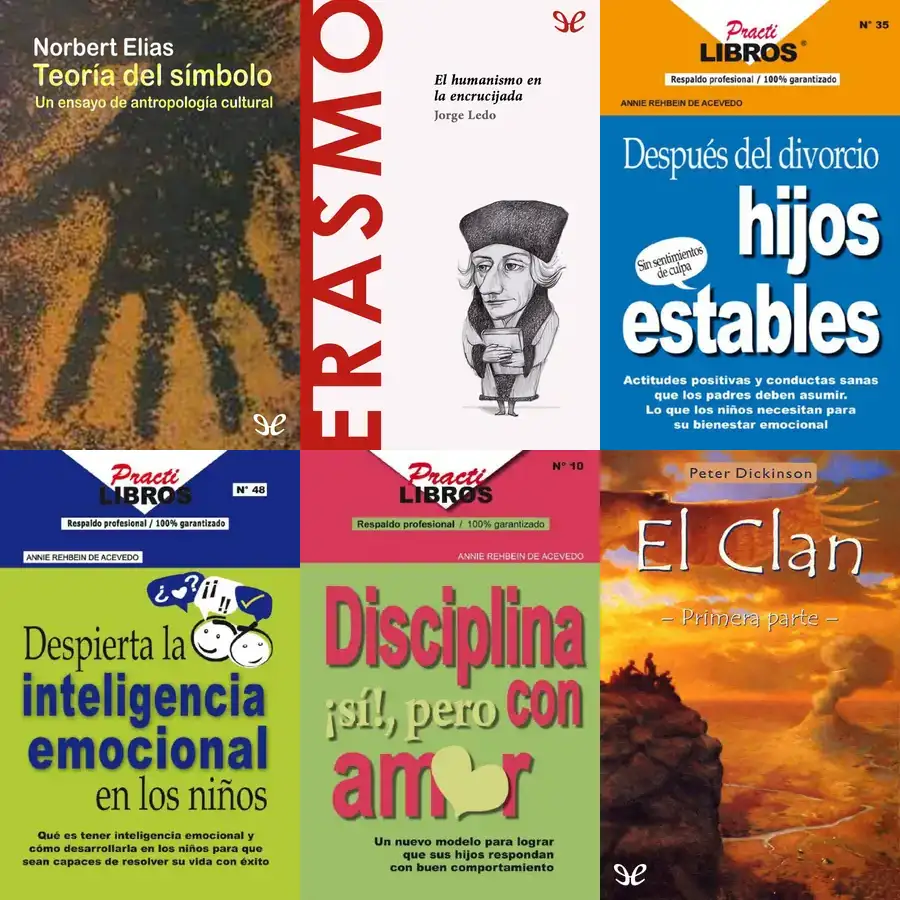 Norbert Elias
Teoría del símbolo
Un ensayo de antropología cultural
ERASMO
El humanismo en
la encrucijada
Jorge Ledo
Practi
LIBROS®
N° 35
Respaldo profesional / 100% garantizado
ANNIE REHBEIN DE ACEVEDO
Después del divorcio
hijos
Sin sentimientos
de culpa
estables
Actitudes positivas y conductas sanas
que los padres deben asumir.
Lo que los niños necesitan para
su bienestar emocional
Practi
LIBROS
N° 48
Respaldo profesional / 100% garantizado
ANNIE REHBEIN DE ACEVEDO
¿?¡¡!!
Despierta la
inteligencia
emocional
en los niños
Qué es tener inteligencia emocional y
cómo desarrollarla en los niños para que
sean capaces de resolver su vida con éxito
Practi
LIBROS
N° 10
Respaldo profesional / 100% garantizado
ANNIE REHBEIN DE ACEVEDO
Disciplina
¡sí!, pero con
amor
Un nuevo modelo para lograr
que sus hijos respondan
con buen comportamiento
Peter Dickinson
El Clan
– Primera parte –